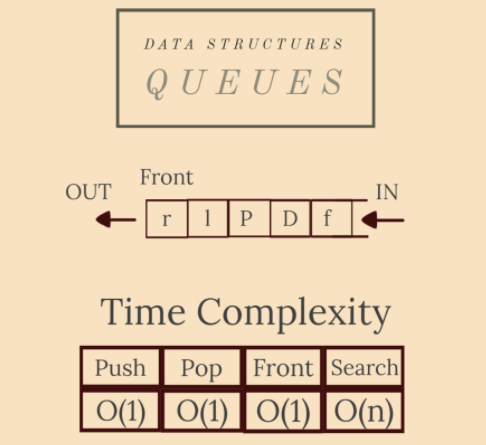 DATA STRUCTURES
QUEUES
Front
OUT IN
r l P D f
Time Complexity
Push Pop Front Search
O(1) O(1) O(1) O(n)